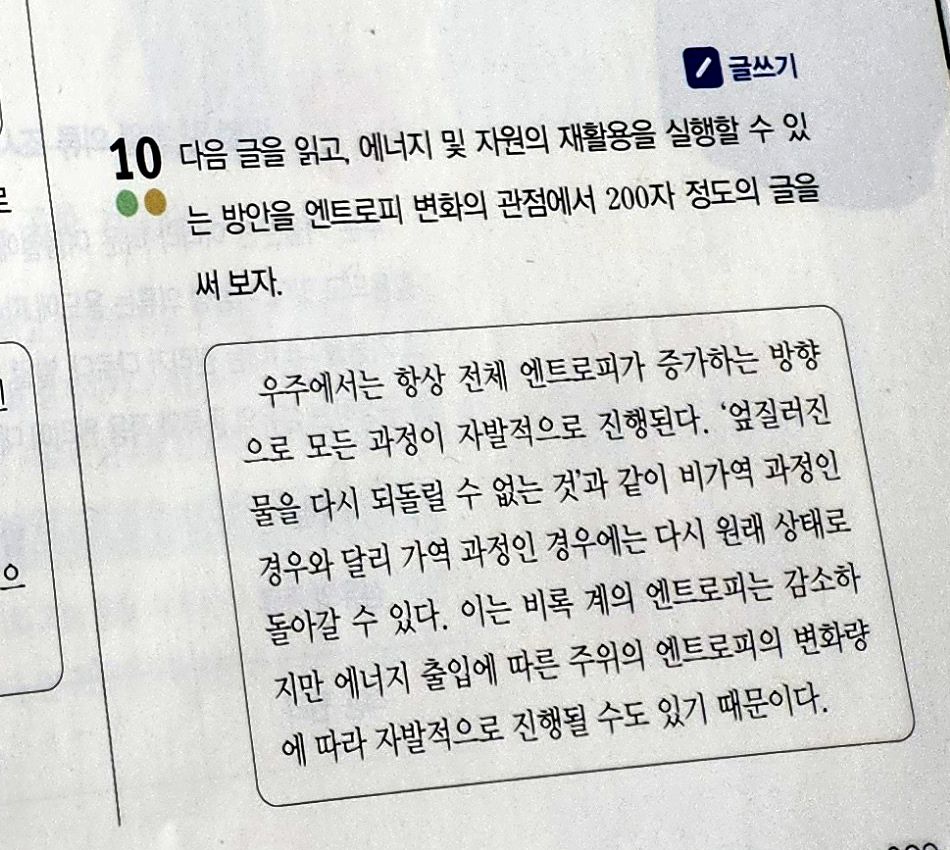 글쓰기
10 다음 글을 읽고, 에너지 및 자원의 재활용을 실행할 수 있
는 방안을 엔트로피 변화의 관점에서 200자 정도의 글을
써 보자.
우주에서는 항상 전체 엔트로피가 증가하는 방향
으로 모든 과정이 자발적으로 진행된다. ‘엎질러진
물을 다시 되돌릴 수 없는 것’과 같이 비가역 과정인
경우와 달리 가역 과정인 경우에는 다시 원래 상태로
돌아갈 수 있다. 이는 비록 계의 엔트로피는 감소하
지만 에너지 출입에 따른 주위의 엔트로피의 변화량
에 따라 자발적으로 진행될 수도 있기 때문이다.